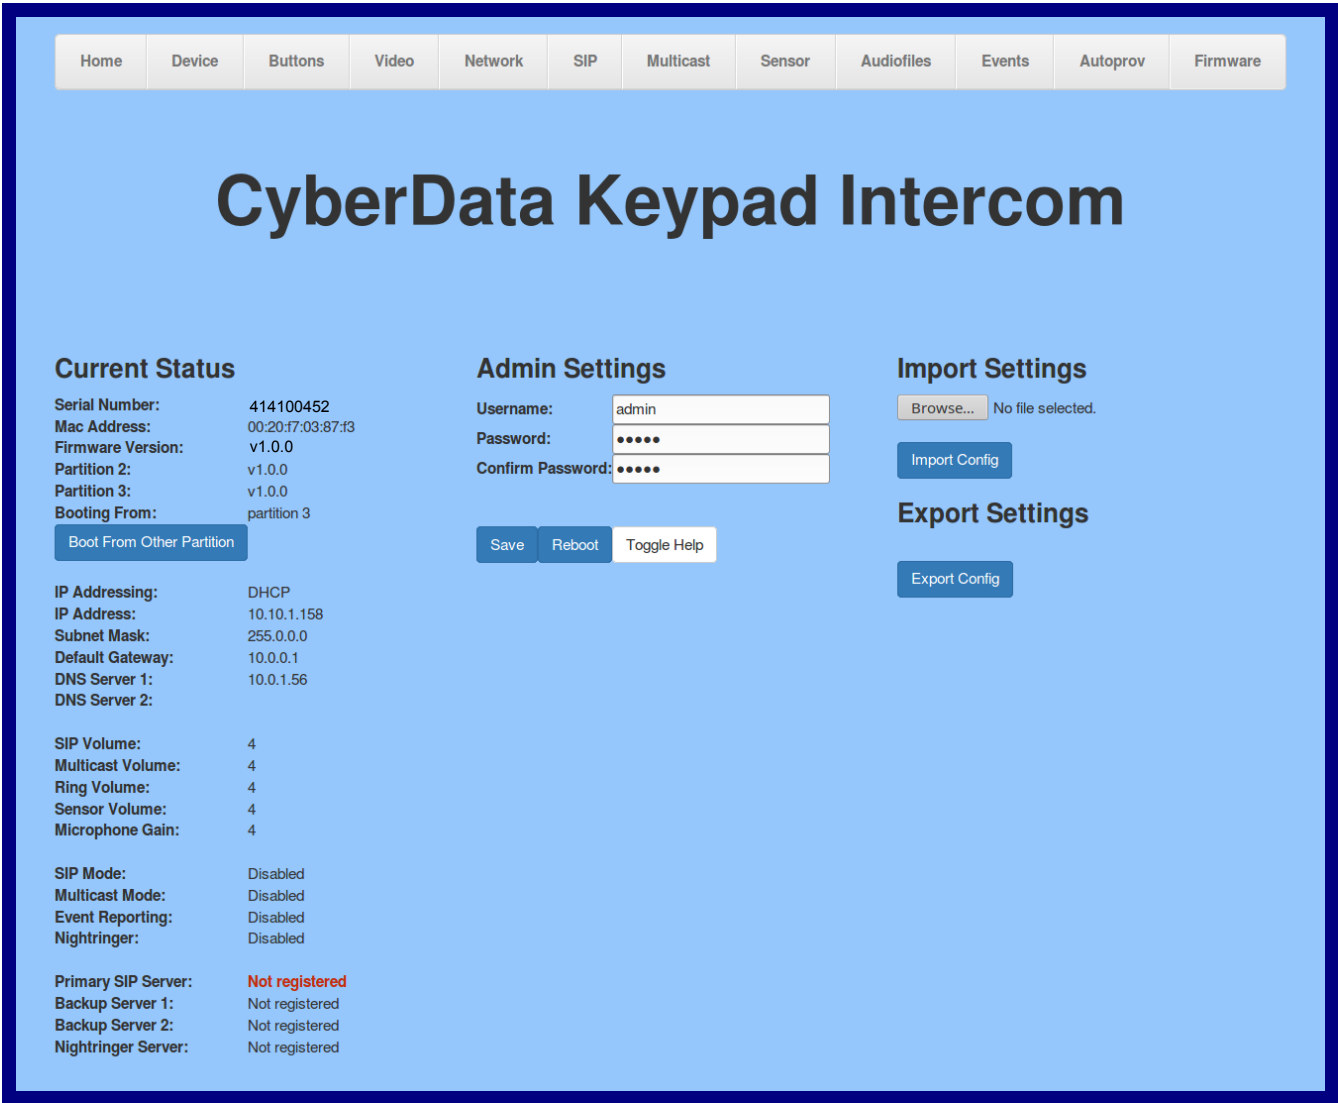 Home Device Buttons Video Network SIP Multicast Sensor Audiofiles Events Autoprov Firmware
CyberData Keypad Intercom
Current Status
Serial Number: 414100452
Mac Address: 00:20:f7:03:87:f3
Firmware Version: v1.0.0
Partition 2: v1.0.0
Partition 3: v1.0.0
Booting From: partition 3
Boot From Other Partition
IP Addressing: DHCP
IP Address: 10.10.1.158
Subnet Mask: 255.0.0.0
Default Gateway: 10.0.0.1
DNS Server 1: 10.0.1.56
DNS Server 2:
SIP Volume: 4
Multicast Volume: 4
Ring Volume: 4
Sensor Volume: 4
Microphone Gain: 4
SIP Mode: Disabled
Multicast Mode: Disabled
Event Reporting: Disabled
Nightringer: Disabled
Primary SIP Server: Not registered
Backup Server 1: Not registered
Backup Server 2: Not registered
Nightringer Server: Not registered
Admin Settings
Username: admin
Password: ●●●●●
Confirm Password: ●●●●●
Save Reboot Toggle Help
Import Settings
Browse... No file selected.
Import Config
Export Settings
Export Config